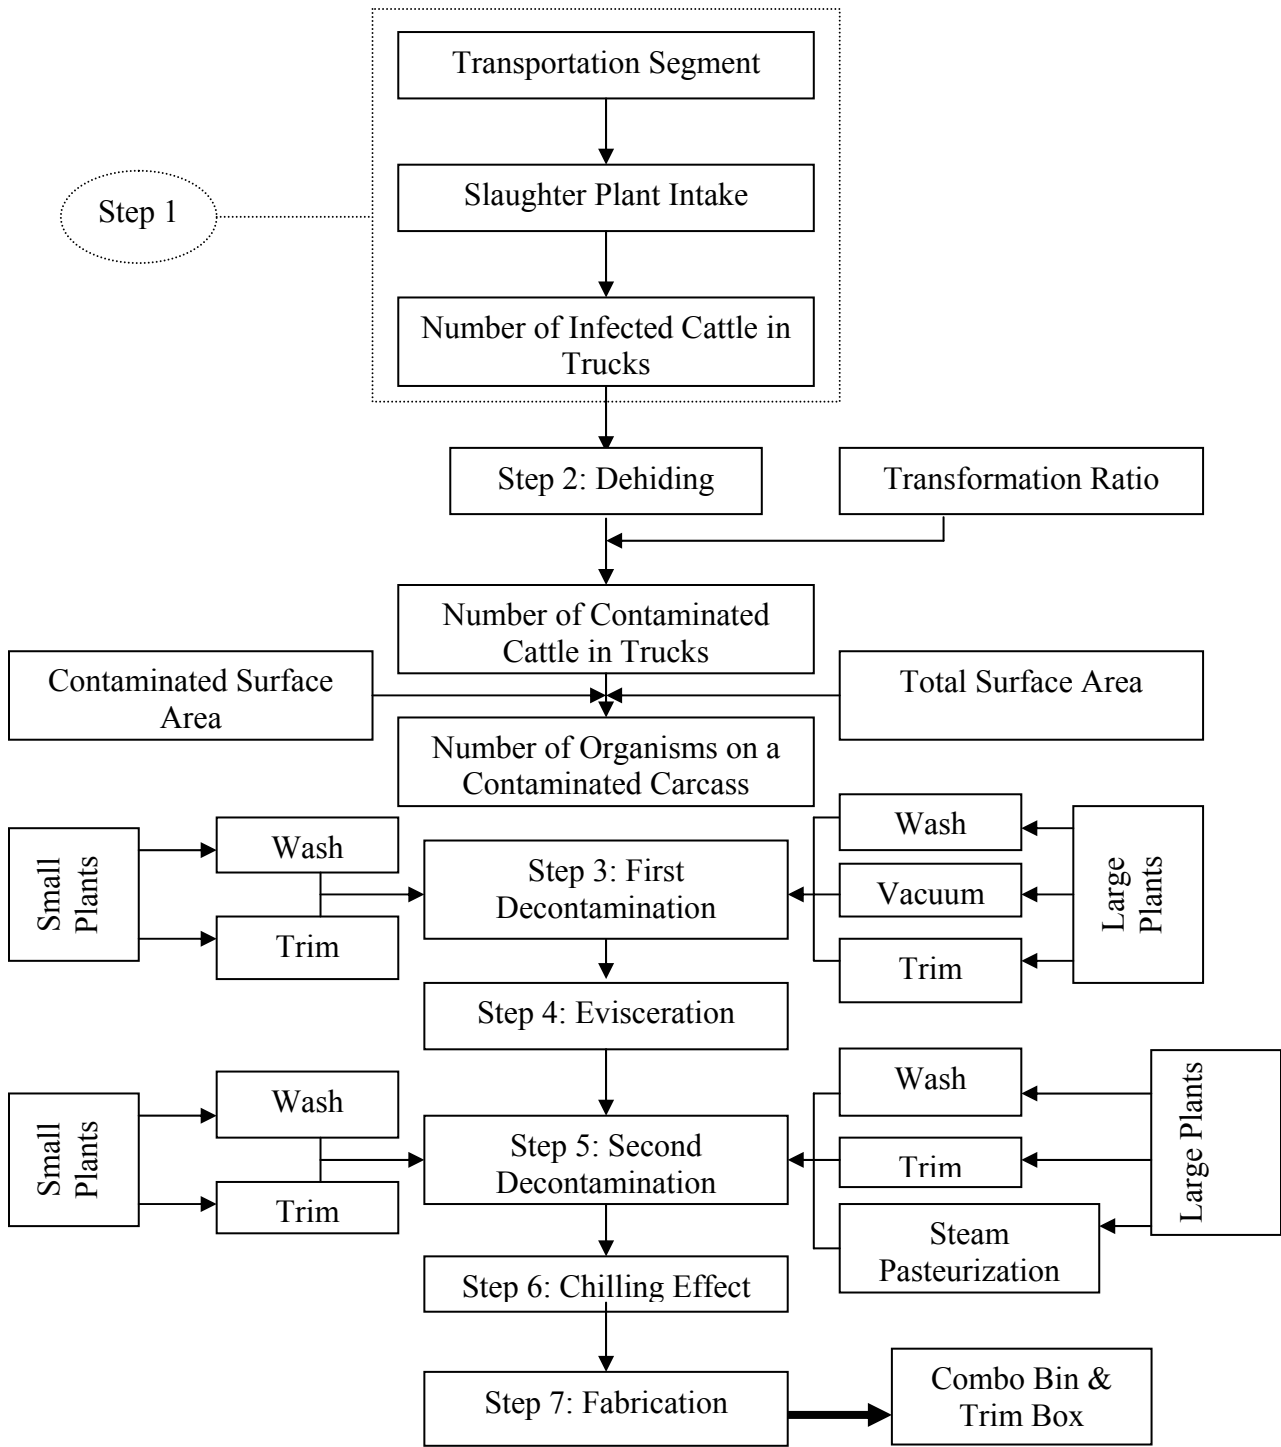 Transportation Segment
Step 1
Slaughter Plant Intake
Number of Infected Cattle in
Trucks
Step 2: Dehiding
Transformation Ratio
Number of Contaminated
Cattle in Trucks
Contaminated Surface
Area
Total Surface Area
Number of Organisms on a
Contaminated Carcass
Small
Plants
Wash
Trim
Step 3: First
Decontamination
Wash
Vacuum
Trim
Large
Plants
Step 4: Evisceration
Small
Plants
Wash
Trim
Step 5: Second
Decontamination
Wash
Trim
Steam
Pasteurization
Large Plants
Step 6: Chilling Effect
Step 7: Fabrication
Combo Bin &
Trim Box